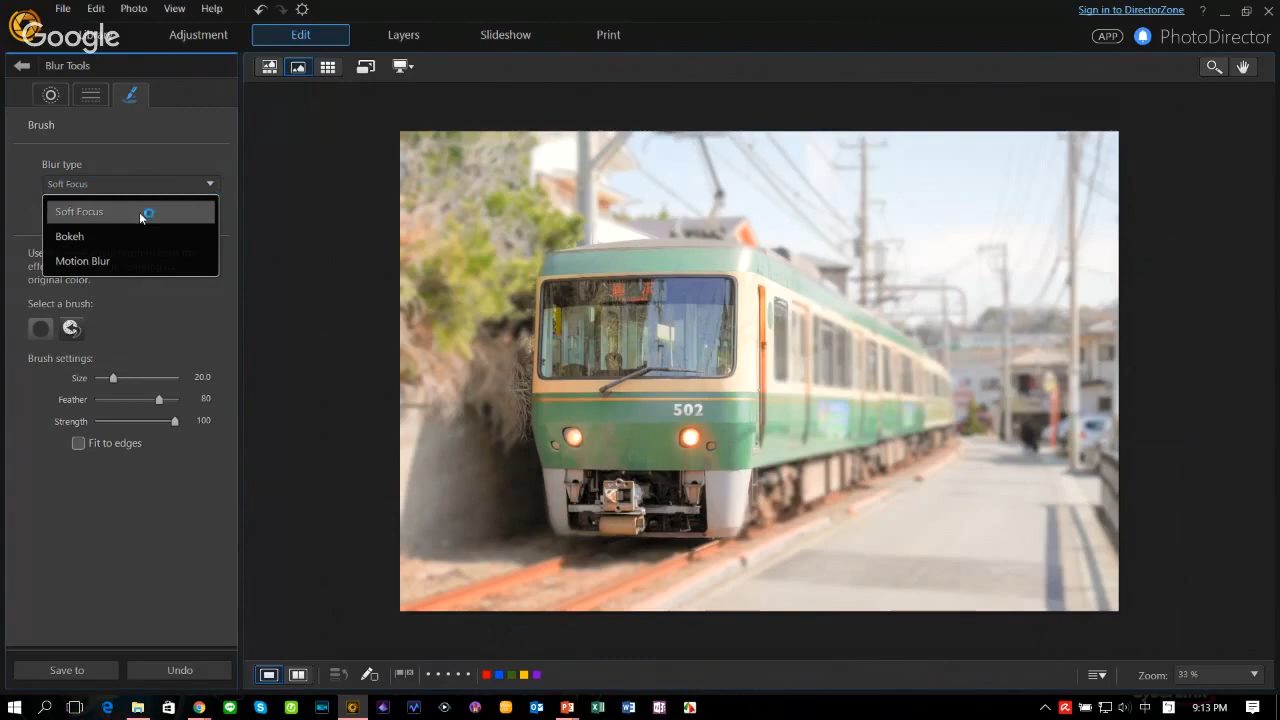 File Edit Photo View Help
Sign in to DirectorZone
?
Google
Adjustment
Edit
Layers
Slideshow
Print
APP
PhotoDirector
Blur Tools
Brush
Blur type
Soft Focus
Soft Focus
Bokeh
Motion Blur
original color.
Select a brush:
Brush settings:
Size 20.0
Feather 80
Strength 100
Fit to edges
502
Save to
Undo
Zoom: 33 %
9:13 PM